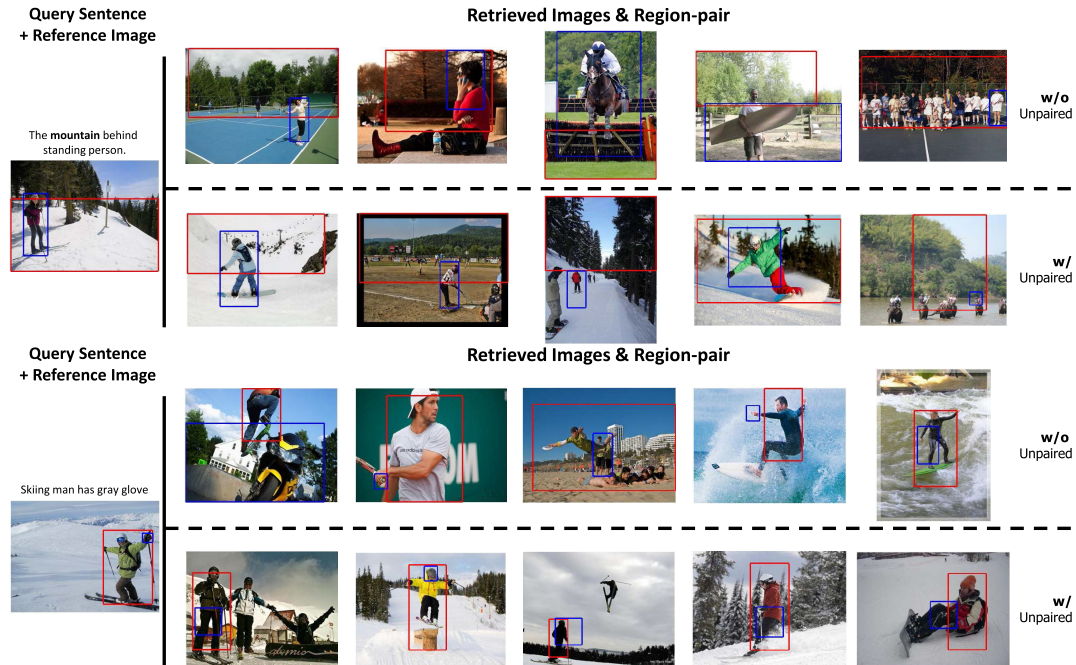 Query Sentence
+ Reference Image
Retrieved Images & Region-pair
The mountain behind
standing person.
w/o
Unpaired
w/
Unpaired
Query Sentence
+ Reference Image
Retrieved Images & Region-pair
Skiing man has gray glove
w/o
Unpaired
w/
Unpaired